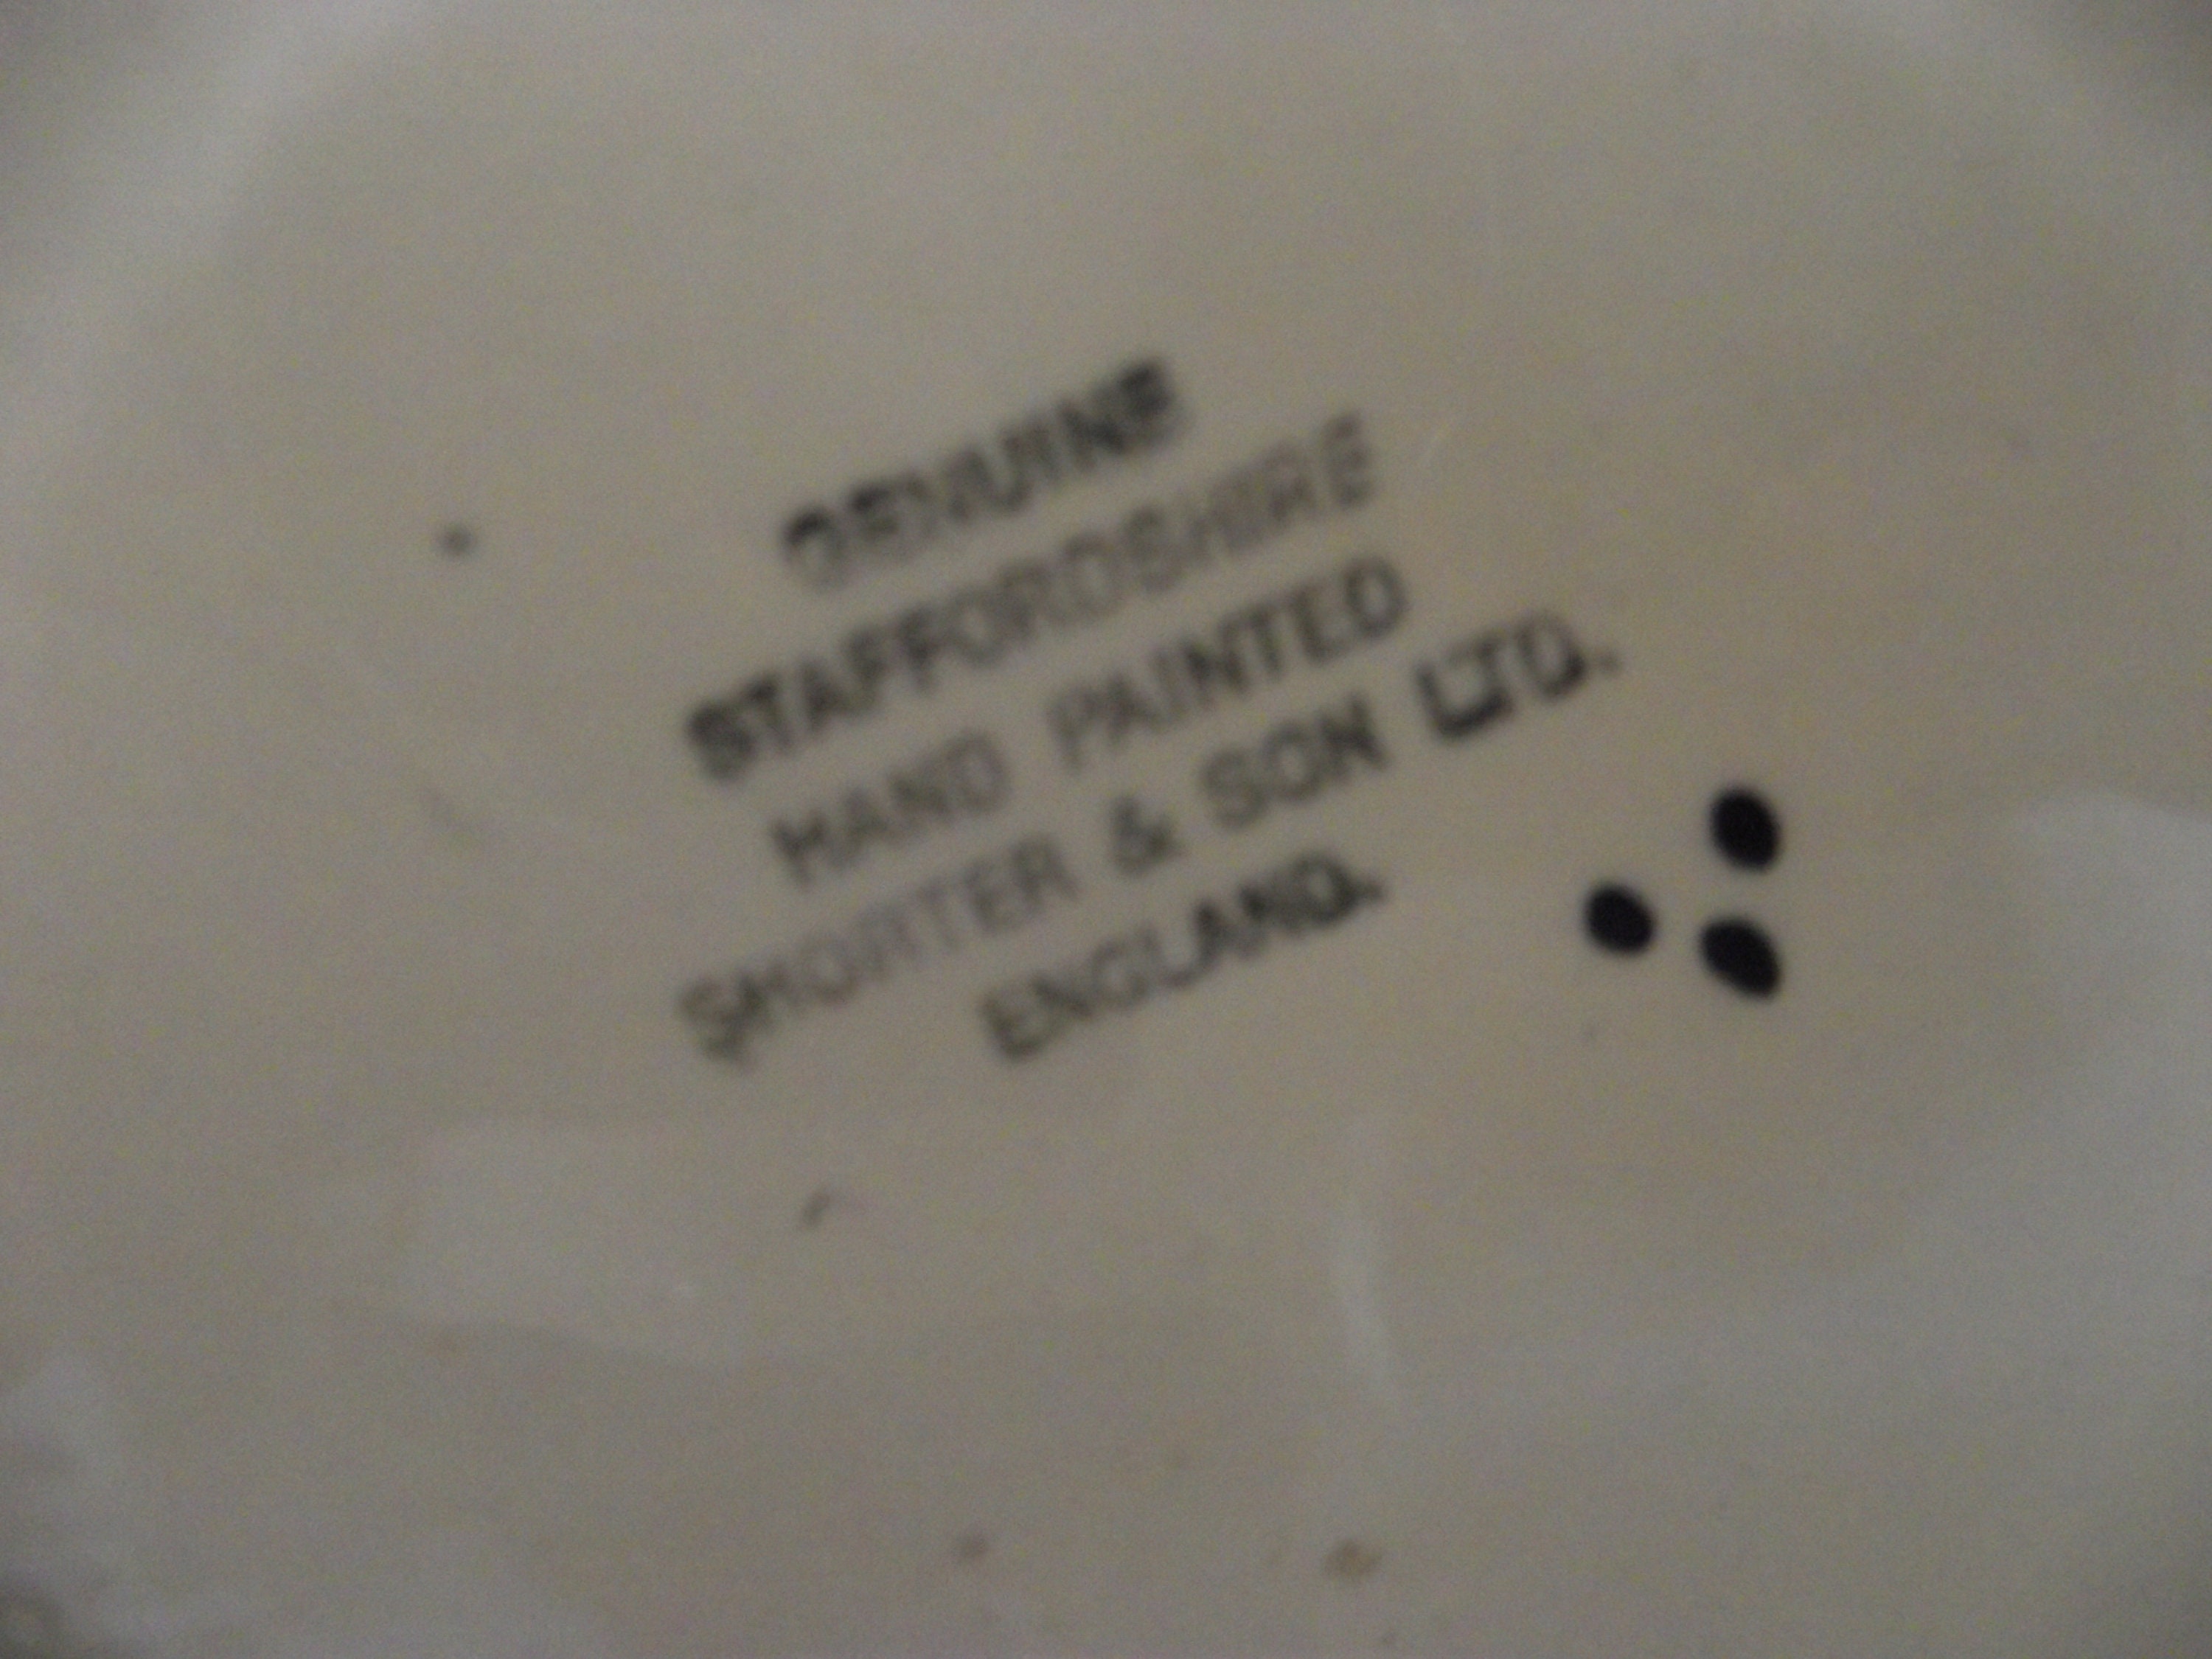 GENUINE
STAFFORDSHIRE
HAND PAINTED
SHORTER & SON LTD.
ENGLAND.